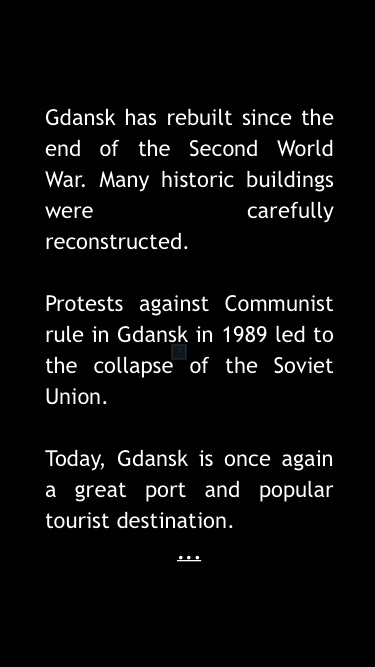 Gdansk has rebuilt since the
end of the Second World
War. Many historic buildings
were carefully
reconstructed.
Protests against Communist
rule in Gdansk in 1989 led to
the collapse of the Soviet
Union.
Today, Gdansk is once again
a great port and popular
tourist destination.
...